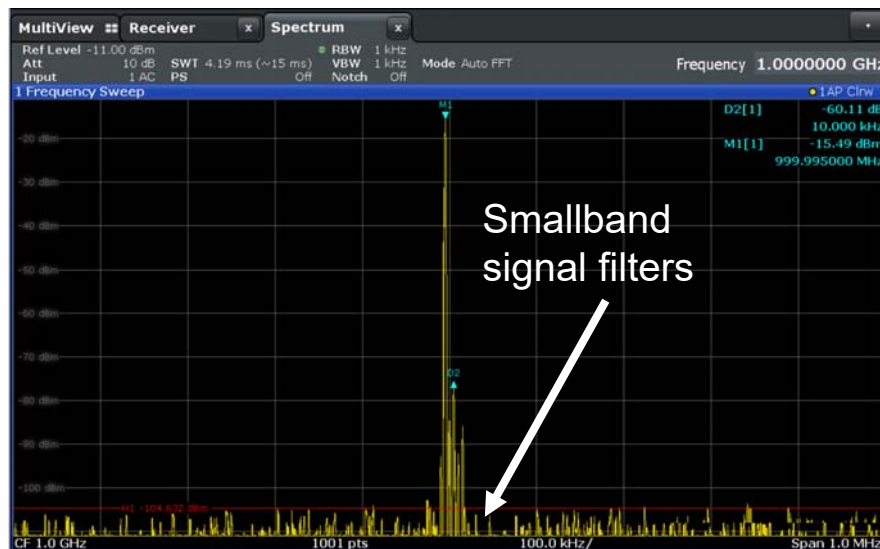 MultiView Receiver x Spectrum x
Ref Level -11.00 dBm RBW 1 kHz
Att 10 dB SWT 4.19 ms (~15 ms) VBW 1 kHz Mode Auto FFT Frequency 1.0000000 GHz
Input 1 AC PS Off Notch Off
1 Frequency Sweep 1AP Clrw
M1
D2[1] -60.11 dB
10.000 kHz
-20 dBm
M1[1] -15.49 dBm
999.995000 MHz
-30 dBm
Smallband
-40 dBm
signal filters
-50 dBm
-60 dBm
-70 dBm
D2
-80 dBm
-90 dBm
-100 dBm
H1 -104.632 dBm
CF 1.0 GHz 1001 pts 100.0 kHz/ Span 1.0 MHz